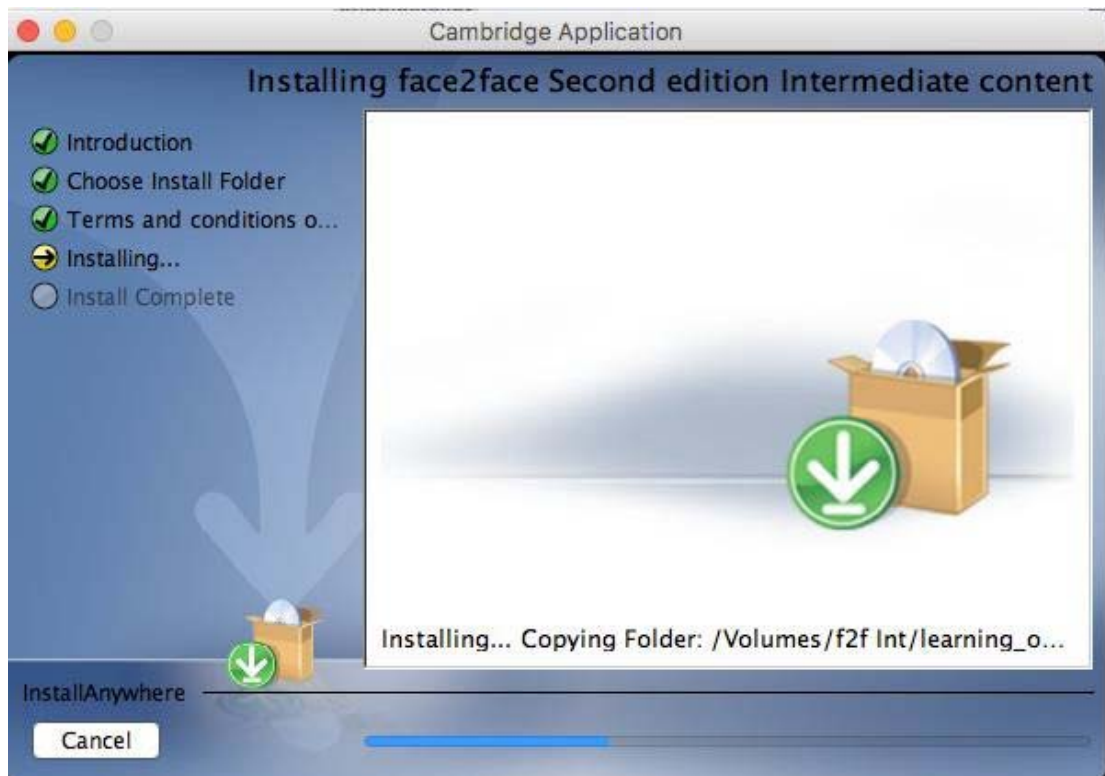 Cambridge Application
Installing face2face Second edition Intermediate content
Introduction
Choose Install Folder
Terms and conditions o...
Installing...
Install Complete
Installing... Copying Folder: /Volumes/f2f Int/learning_o...
InstallAnywhere
Cancel